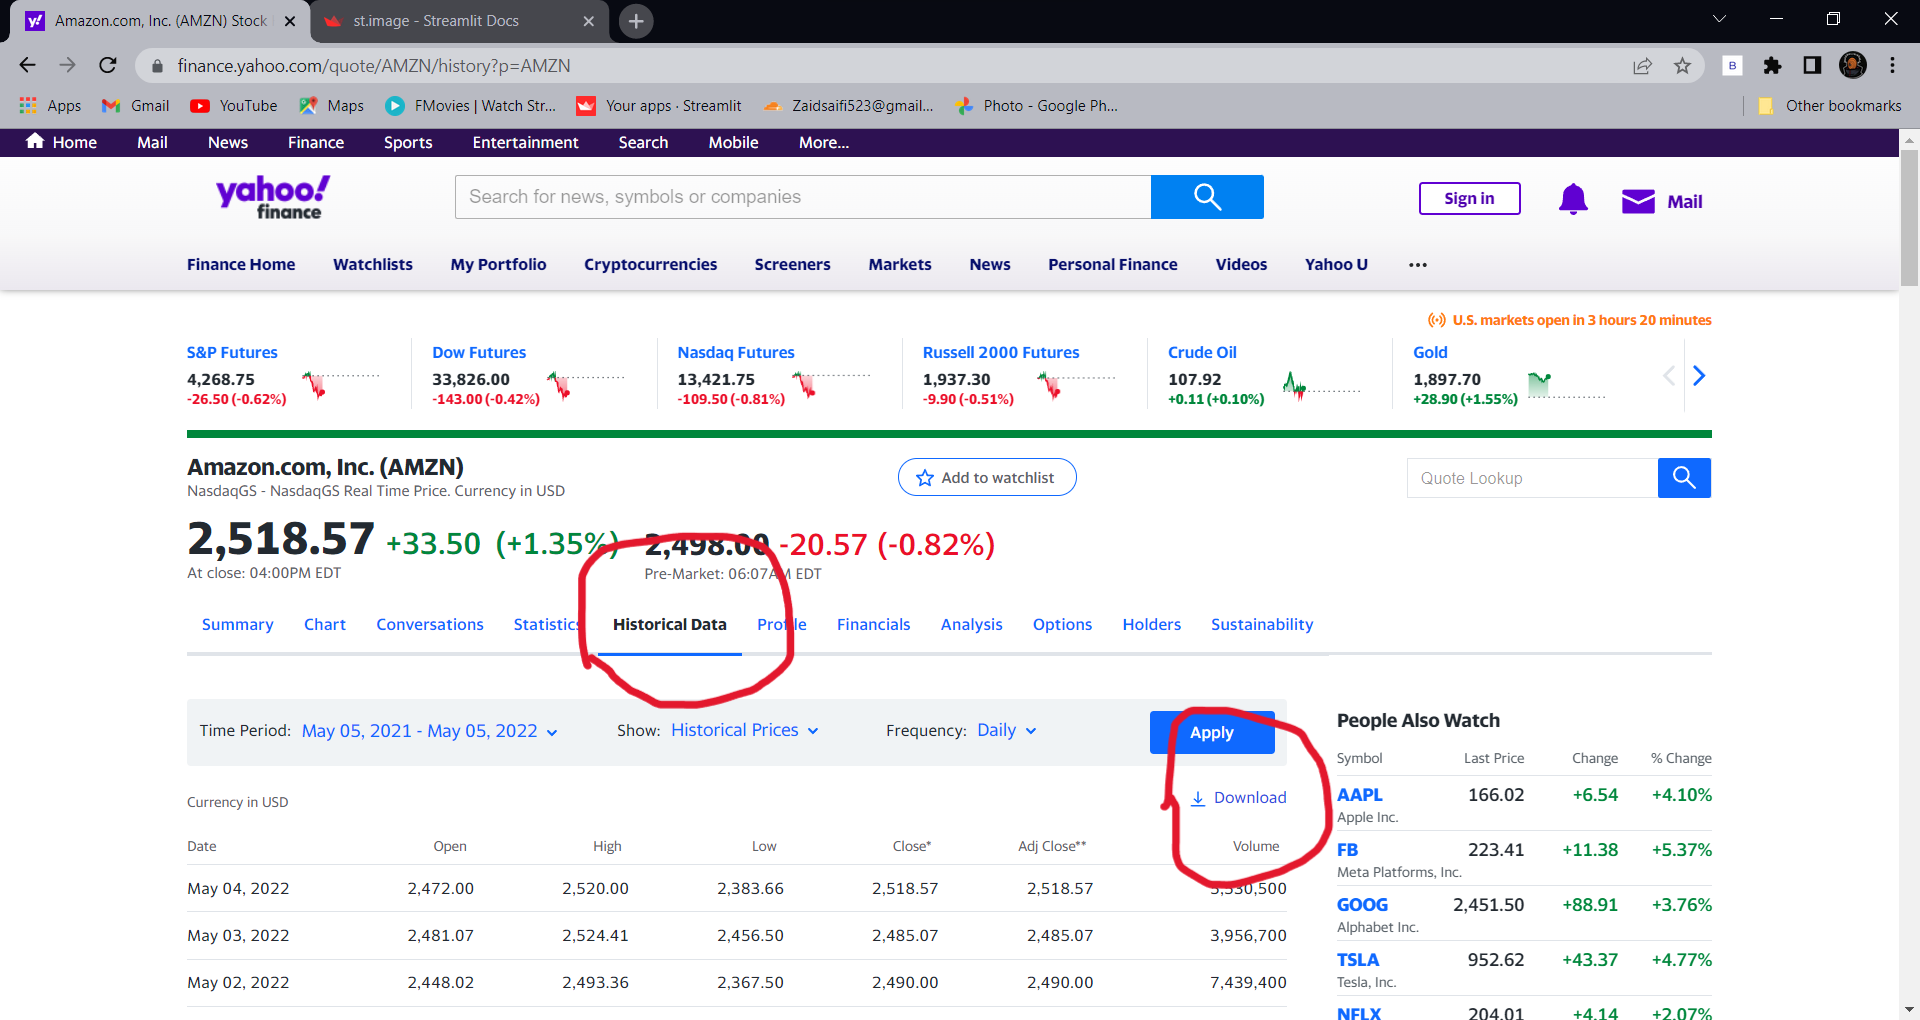 Amazon.com, Inc. (AMZN) Stock
st.image - Streamlit Docs
finance.yahoo.com/quote/AMZN/history?p=AMZN
B
Apps Gmail YouTube Maps FMovies | Watch Str... Your apps · Streamlit Zaidsaifi523@gmail... Photo - Google Ph... Other bookmarks
Home Mail News Finance Sports Entertainment Search Mobile More...
yahoo!
finance
Search for news, symbols or companies
Sign in
Mail
Finance Home Watchlists My Portfolio Cryptocurrencies Screeners Markets News Personal Finance Videos Yahoo U ...
U.S. markets open in 3 hours 20 minutes
S&P Futures
4,268.75
-26.50 (-0.62%)
Dow Futures
33,826.00
-143.00 (-0.42%)
Nasdaq Futures
13,421.75
-109.50 (-0.81%)
Russell 2000 Futures
1,937.30
-9.90 (-0.51%)
Crude Oil
107.92
+0.11 (+0.10%)
Gold
1,897.70
+28.90 (+1.55%)
Amazon.com, Inc. (AMZN)
NasdaqGS - NasdaqGS Real Time Price. Currency in USD
Add to watchlist
Quote Lookup
2,518.57 +33.50 (+1.35%)
At close: 04:00PM EDT
2,498.00 -20.57 (-0.82%)
Pre-Market: 06:07AM EDT
Summary Chart Conversations Statistics Historical Data Profile Financials Analysis Options Holders Sustainability
Time Period: May 05, 2021 - May 05, 2022 Show: Historical Prices Frequency: Daily Apply
Currency in USD Download
Date Open High Low Close* Adj Close** Volume
May 04, 2022 2,472.00 2,520.00 2,383.66 2,518.57 2,518.57 5,530,500
May 03, 2022 2,481.07 2,524.41 2,456.50 2,485.07 2,485.07 3,956,700
May 02, 2022 2,448.02 2,493.36 2,367.50 2,490.00 2,490.00 7,439,400
People Also Watch
Symbol Last Price Change % Change
AAPL 166.02 +6.54 +4.10%
Apple Inc.
FB 223.41 +11.38 +5.37%
Meta Platforms, Inc.
GOOG 2,451.50 +88.91 +3.76%
Alphabet Inc.
TSLA 952.62 +43.37 +4.77%
Tesla, Inc.
NFLX 204.01 +4.14 +2.07%